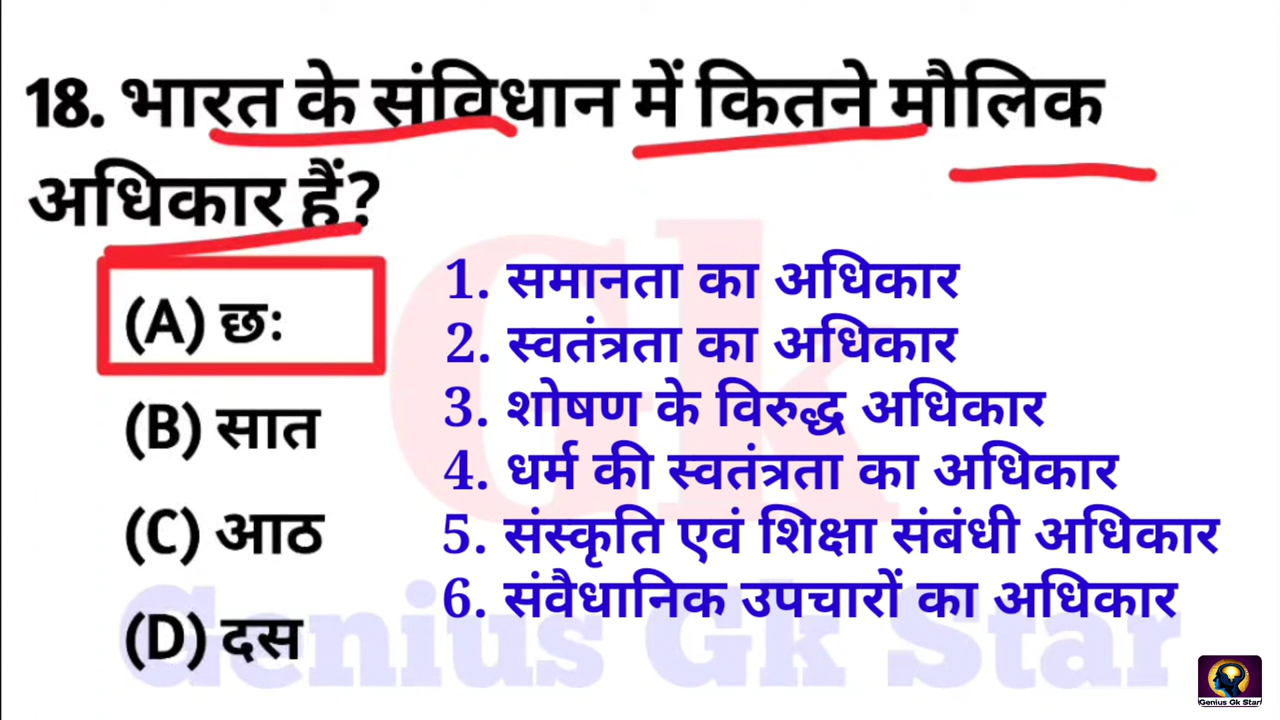 18. भारत के संविधान में कितने मौलिक
अधिकार हैं?
(A) छः
(B) सात
(C) आठ
(D) दस
1. समानता का अधिकार
2. स्वतंत्रता का अधिकार
3. शोषण के विरुद्ध अधिकार
4. धर्म की स्वतंत्रता का अधिकार
5. संस्कृति एवं शिक्षा संबंधी अधिकार
6. संवैधानिक उपचारों का अधिकार
Gk
Genius Gk Star
Genius Gk Star